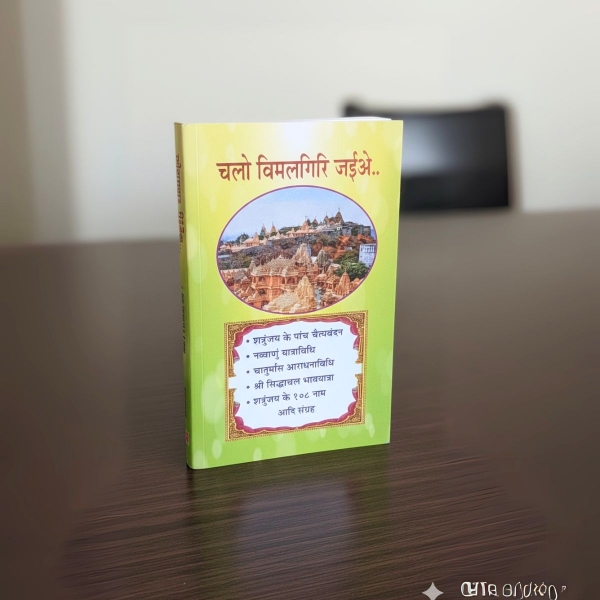 चलो विमलगिरि जईअे..
• शत्रुंजय के पांच चैत्यवंदन
• नव्वाणुं यात्राविधि
• चातुर्मास आराधनाविधि
• श्री सिद्धाचल भावयात्रा
• शत्रुंजय के १०८ नाम
आदि संग्रह